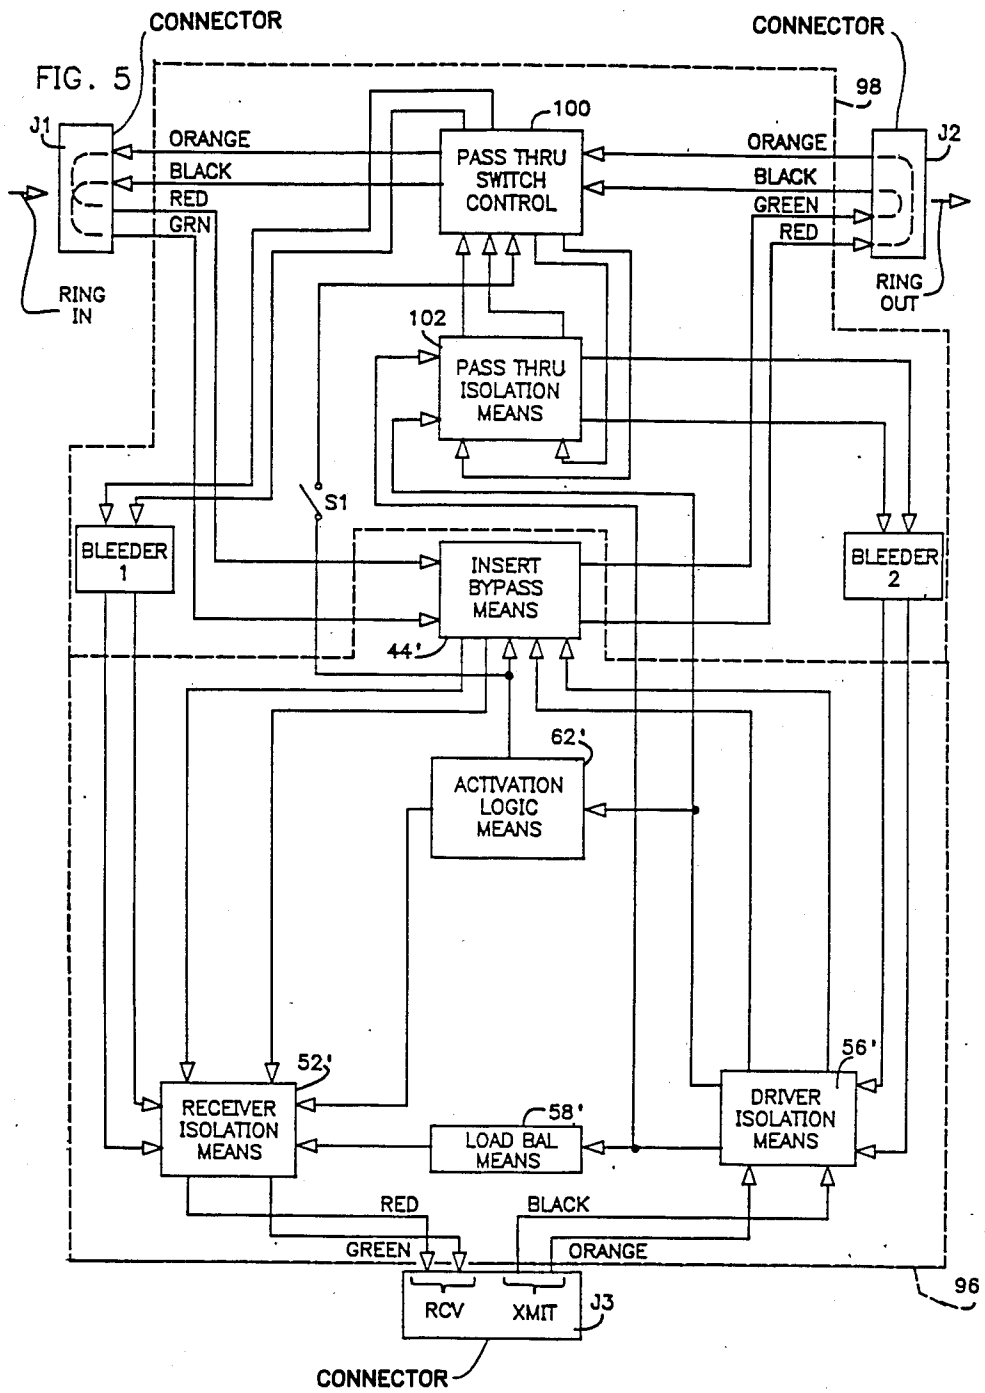 CONNECTOR
CONNECTOR
FIG. 5
98
100
J1
J2
ORANGE
BLACK
RED
GRN
PASS THRU
SWITCH
CONTROL
ORANGE
BLACK
GREEN
RED
RING
IN
RING
OUT
102
PASS THRU
ISOLATION
MEANS
S1
BLEEDER
1
INSERT
BYPASS
MEANS
BLEEDER
2
44'
62'
ACTIVATION
LOGIC
MEANS
52'
56'
RECEIVER
ISOLATION
MEANS
58'
LOAD BAL
MEANS
DRIVER
ISOLATION
MEANS
RED
BLACK
GREEN
ORANGE
RCV
XMIT
J3
96
CONNECTOR